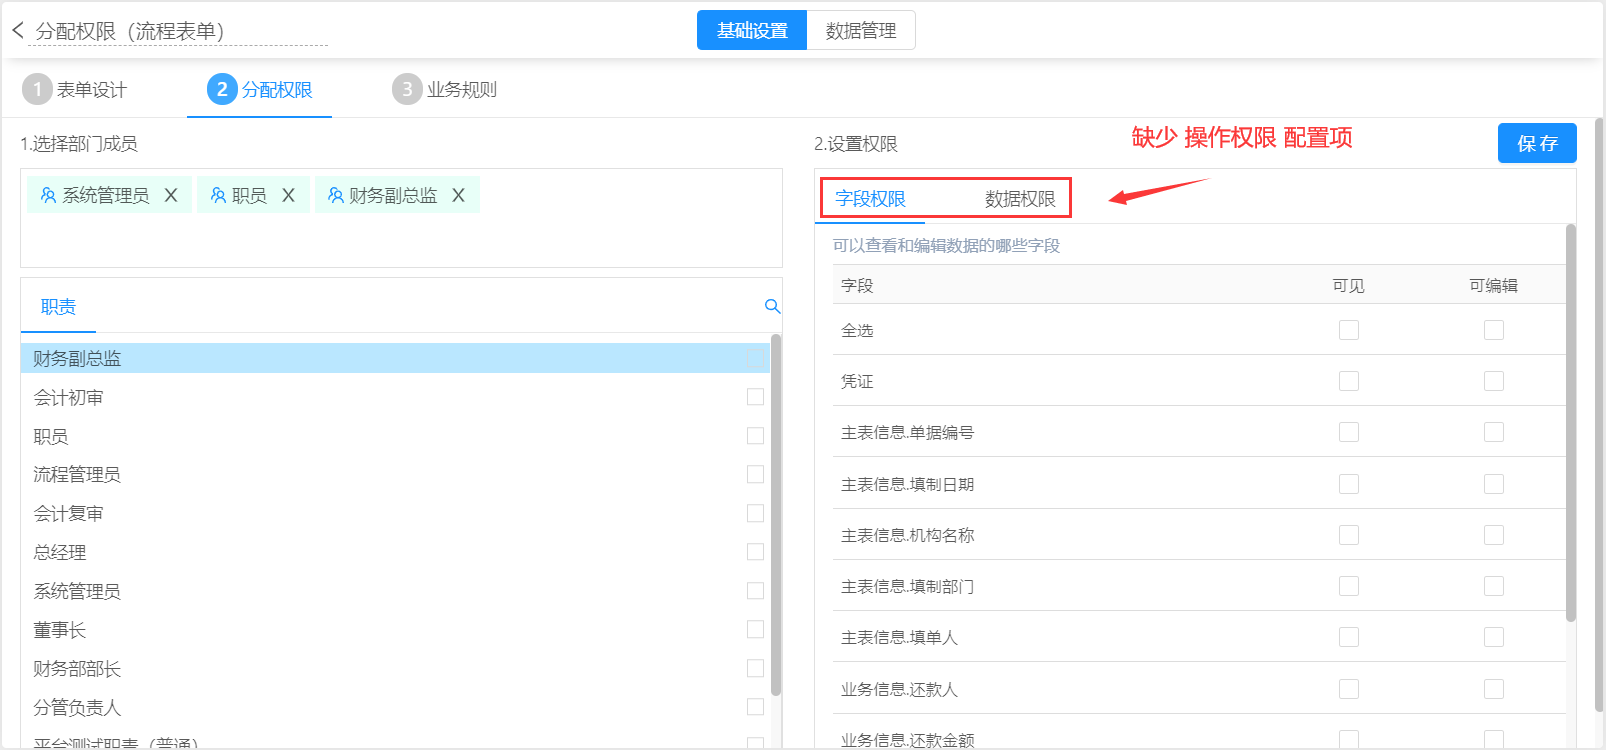 分配权限（流程表单）
基础设置
数据管理
1 表单设计
2 分配权限
3 业务规则
1.选择部门成员
系统管理员 X
职员 X
财务副总监 X
职责
财务副总监
会计初审
职员
流程管理员
会计复审
总经理
系统管理员
董事长
财务部部长
分管负责人
平台测试职责（普通）
2.设置权限
缺少 操作权限 配置项
保存
字段权限
数据权限
可以查看和编辑数据的哪些字段
字段 可见 可编辑
全选
凭证
主表信息.单据编号
主表信息.填制日期
主表信息.机构名称
主表信息.填制部门
主表信息.填单人
业务信息.还款人
业务信息.还款金额